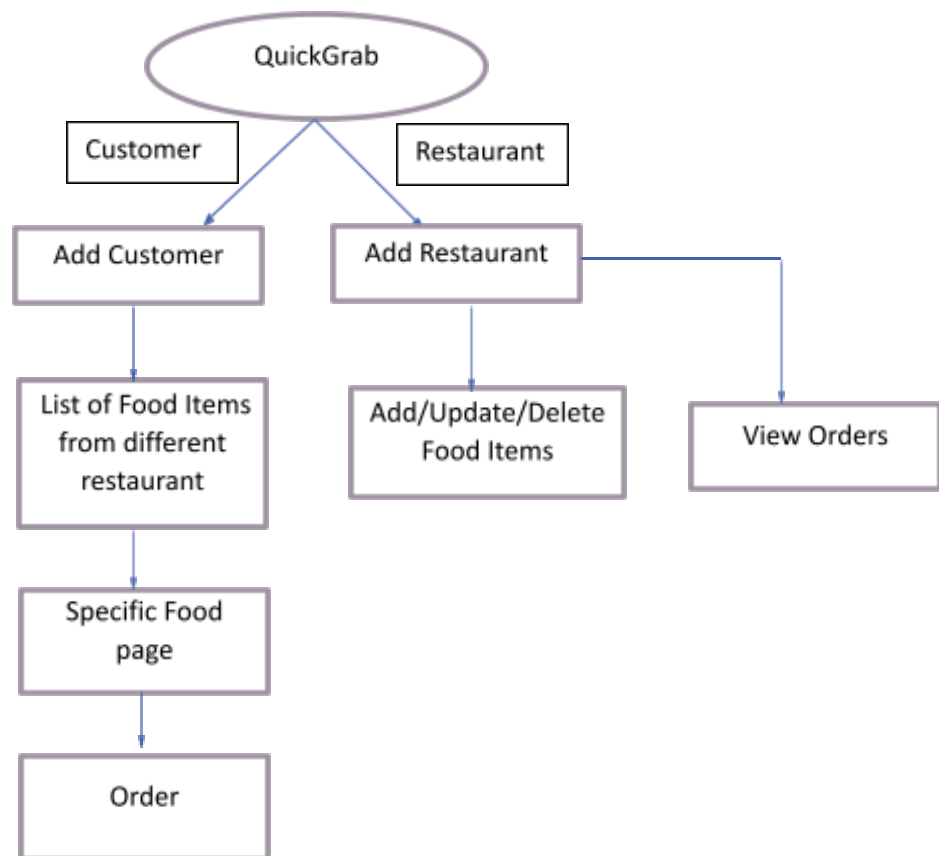 QuickGrab
Customer
Restaurant
Add Customer
Add Restaurant
List of Food Items
from different
restaurant
Add/Update/Delete
Food Items
View Orders
Specific Food
page
Order